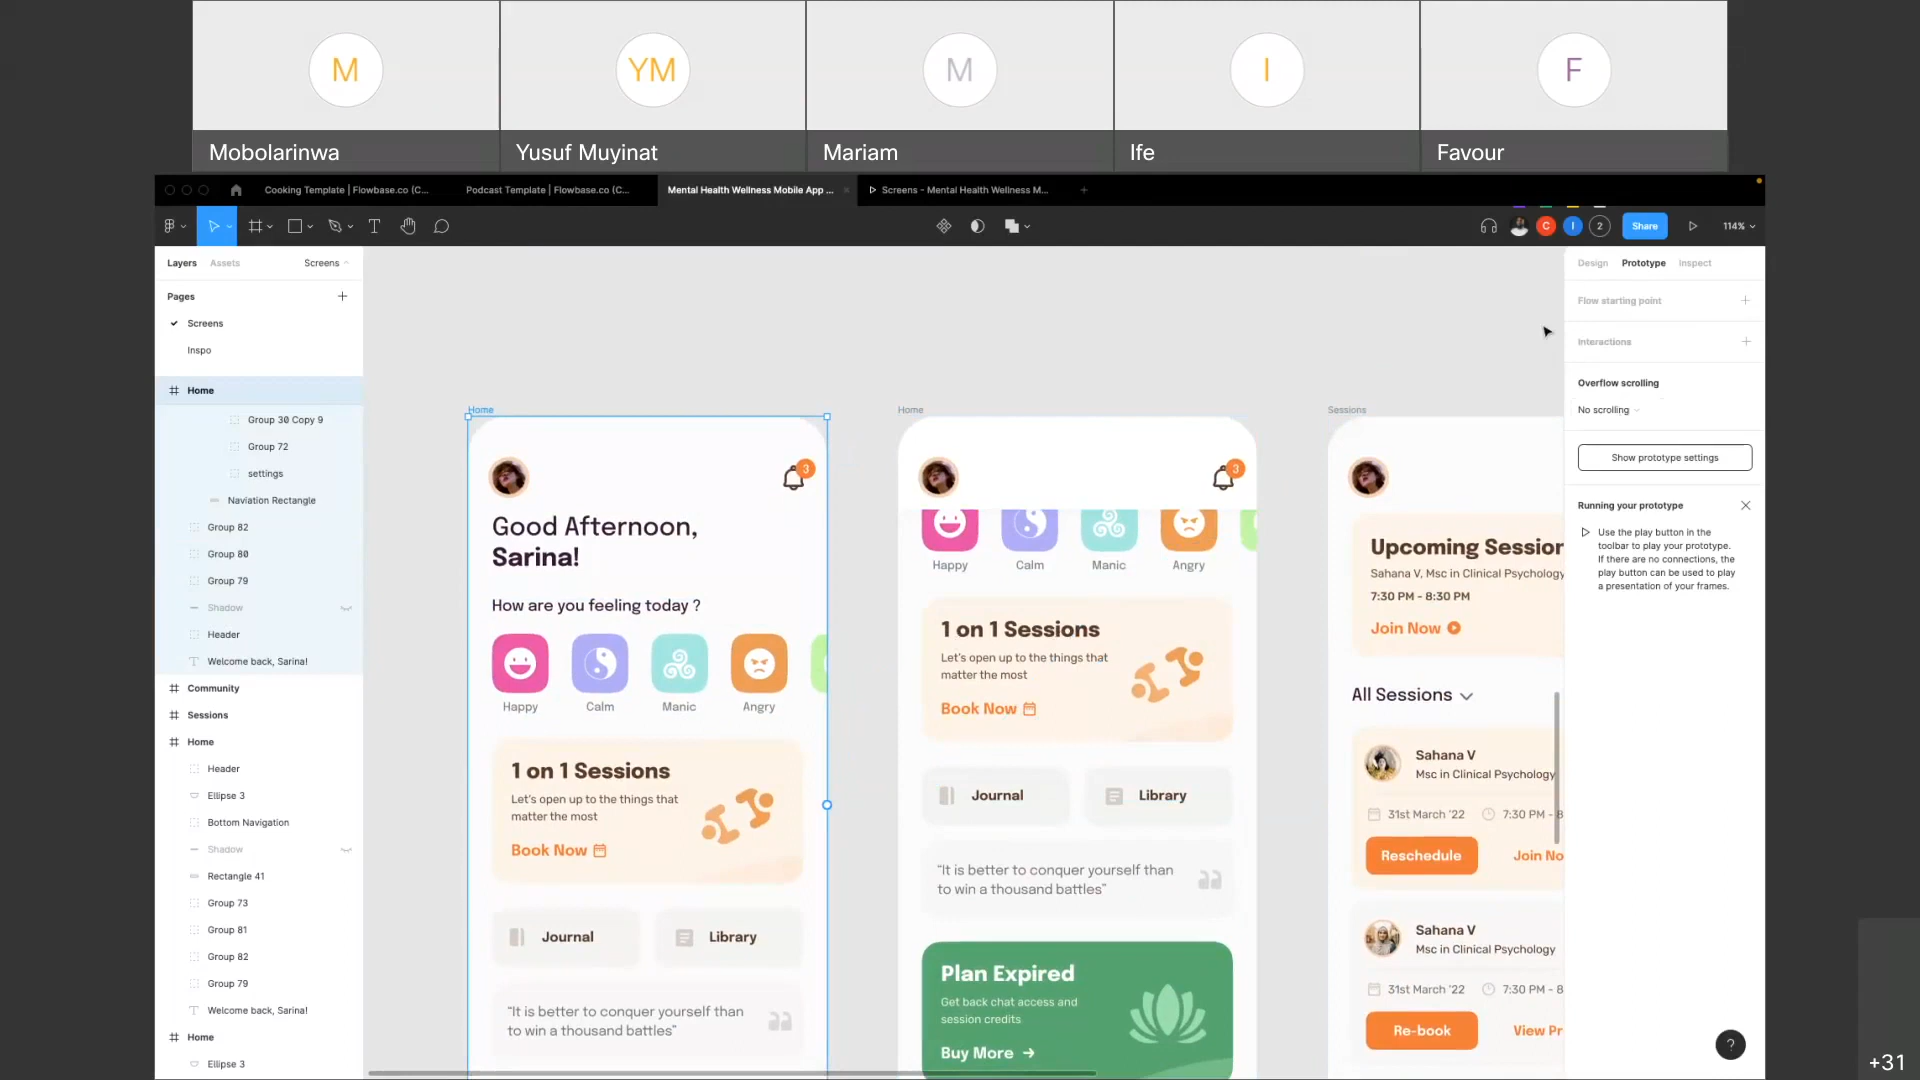 M
YM
M
I
F
Mobolarinwa
Yusuf Muyinat
Mariam
Ife
Favour
Cooking Template | Flowbase.co (C...
Podcast Template | Flowbase.co (C...
Mental Health Wellness Mobile App ...
Screens - Mental Health Wellness M...
C
I
2
Share
114%
Layers
Assets
Screens
Pages
Screens
Inspo
Home
Group 30 Copy 9
Group 72
settings
Naviation Rectangle
Group 82
Group 80
Group 79
Shadow
Header
Welcome back, Sarina!
Community
Sessions
Home
Header
Ellipse 3
Bottom Navigation
Shadow
Rectangle 41
Group 73
Group 81
Group 82
Group 79
Welcome back, Sarina!
Home
Ellipse 3
Home
3
Good Afternoon,
Sarina!
How are you feeling today ?
Happy
Calm
Manic
Angry
1 on 1 Sessions
Let's open up to the things that
matter the most
Book Now
Journal
Library
“It is better to conquer yourself than
to win a thousand battles”
Home
3
Happy
Calm
Manic
Angry
1 on 1 Sessions
Let's open up to the things that
matter the most
Book Now
Journal
Library
“It is better to conquer yourself than
to win a thousand battles”
Plan Expired
Get back chat access and
session credits
Buy More
Sessions
Upcoming Session
Sahana V, Msc in Clinical Psychology
7:30 PM - 8:30 PM
Join Now
All Sessions
Sahana V
Msc in Clinical Psychology
31st March '22
7:30 PM - 8
Reschedule
Join No
Sahana V
Msc in Clinical Psychology
31st March '22
7:30 PM - 8
Re-book
View Pr
Design
Prototype
Inspect
Flow starting point
Interactions
Overflow scrolling
No scrolling
Show prototype settings
Running your prototype
Use the play button in the
toolbar to play your prototype.
If there are no connections, the
play button can be used to play
a presentation of your frames.
?
+31